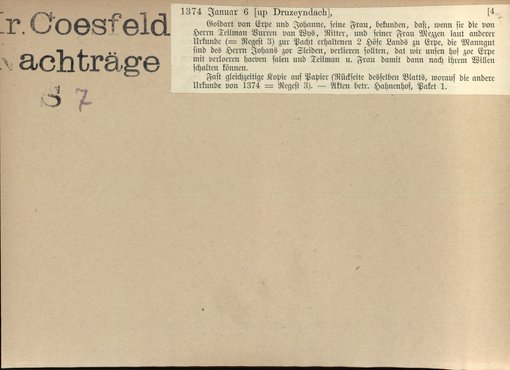 Kr. Coesfeld
Nachträge
S 7
1374 Januar 6 [up Druzeyndach]. [4
Goidart van Erpe und Johanne, seine Frau, bekunden, daß, wenn sie die von
Herrn Teilman Burren van Wys, Ritter, und seiner Frau Mezzen laut anderer
Urkunde (= Regest 3) zur Pacht erhaltenen 2 Höfe Lands zu Erpe, die Manngut
sind des Herrn Johans zor Sleiden, verlieren sollten, dat wir unsen hof zoe Erpe
mit verloeren haeven solen und Teilman u. Frau damit dann nach ihrem Willen
schalten können.
Fast gleichzeitige Kopie auf Papier (Rückseite desselben Blatts, worauf die andere
Urkunde von 1374 = Regest 3). — Akten betr. Hahnenhof, Paket 1.